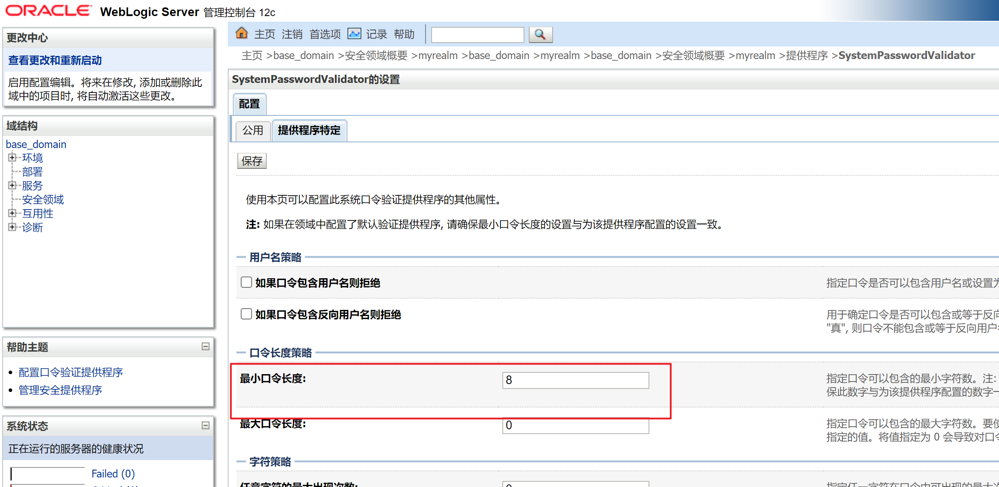 ORACLE WebLogic Server 管理控制台 12c
更改中心
查看更改和重新启动
启用配置编辑。将来在修改, 添加或删除此
域中的项目时, 将自动激活这些更改。
域结构
base_domain
环境
部署
服务
安全领域
互用性
诊断
帮助主题
配置口令验证提供程序
管理安全提供程序
系统状态
正在运行的服务器的健康状况
Failed (0)
主页 注销 首选项 记录 帮助
主页 >base_domain >安全领域概要 >myrealm >base_domain >myrealm >base_domain >安全领域概要 >myrealm >提供程序 >SystemPasswordValidator
SystemPasswordValidator的设置
配置
公用 提供程序特定
保存
使用本页可以配置此系统口令验证提供程序的其他属性。
注: 如果在领域中配置了默认验证提供程序, 请确保最小口令长度的设置与为该提供程序配置的设置一致。
用户名策略
如果口令包含用户名则拒绝 指定口令是否可以包含用户名或设置为
如果口令包含反向用户名则拒绝 用于确定口令是否可以包含或等于反向
"真", 则口令不能包含或等于反向用户名
口令长度策略
最小口令长度: 8 指定口令可以包含的最小字符数。注:
保此数字与为该提供程序配置的数字一
最大口令长度: 0 指定口令可以包含的最大字符数。要使
指定的值。将值指定为 0 会导致对口令
字符策略
任意字符的最大出现次数: 0 指定任一字符在口令中可出现的最大次